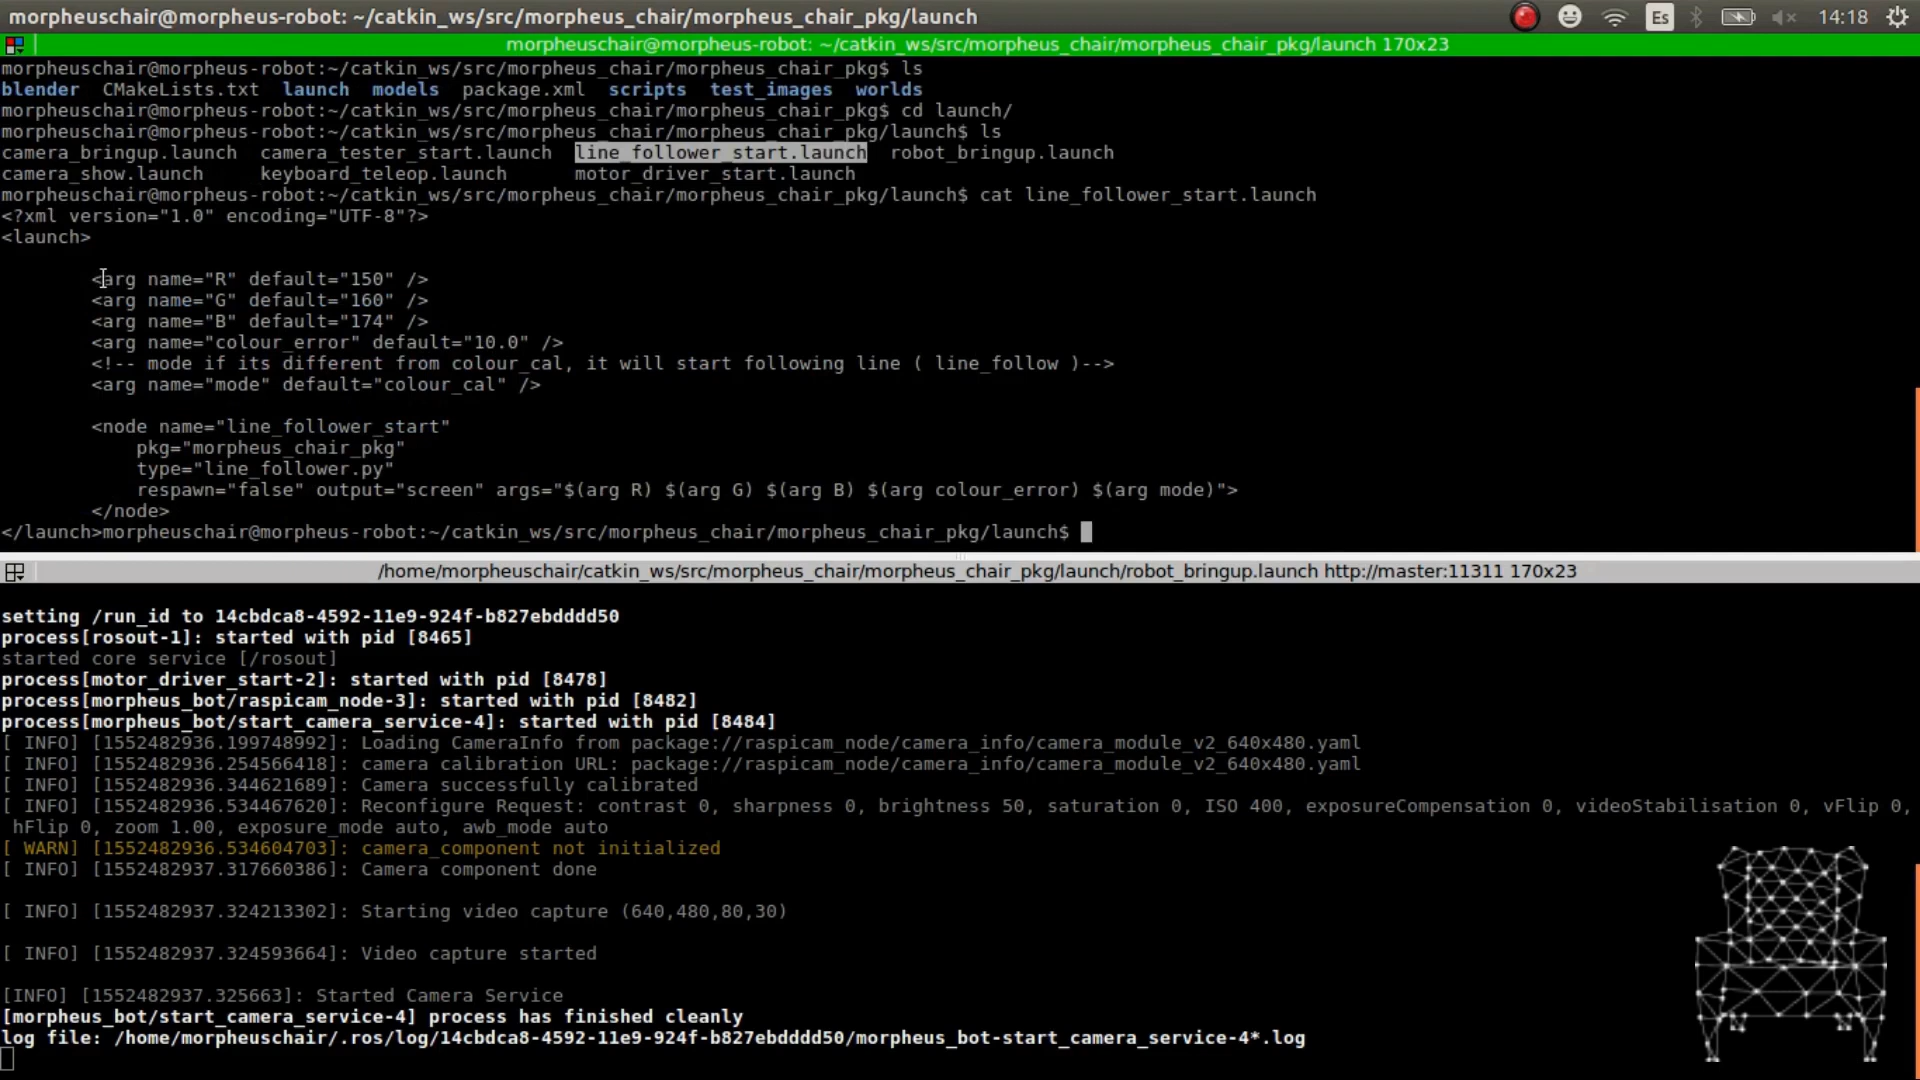 morpheuschair@morpheus-robot: ~/catkin_ws/src/morpheus_chair/morpheus_chair_pkg/launch
Es
14:18
morpheuschair@morpheus-robot: ~/catkin_ws/src/morpheus_chair/morpheus_chair_pkg/launch 170x23
morpheuschair@morpheus-robot:~/catkin_ws/src/morpheus_chair/morpheus_chair_pkg$ ls
blender  CMakeLists.txt  launch  models  package.xml  scripts  test_images  worlds
morpheuschair@morpheus-robot:~/catkin_ws/src/morpheus_chair/morpheus_chair_pkg$ cd launch/
morpheuschair@morpheus-robot:~/catkin_ws/src/morpheus_chair/morpheus_chair_pkg/launch$ ls
camera_bringup.launch  camera_tester_start.launch  line_follower_start.launch  robot_bringup.launch
camera_show.launch     keyboard_teleop.launch      motor_driver_start.launch
morpheuschair@morpheus-robot:~/catkin_ws/src/morpheus_chair/morpheus_chair_pkg/launch$ cat line_follower_start.launch
<?xml version="1.0" encoding="UTF-8"?>
<launch>
<arg name="R" default="150" />
<arg name="G" default="160" />
<arg name="B" default="174" />
<arg name="colour_error" default="10.0" />
<!-- mode if its different from colour_cal, it will start following line ( line_follow )-->
<arg name="mode" default="colour_cal" />
<node name="line_follower_start"
pkg="morpheus_chair_pkg"
type="line_follower.py"
respawn="false" output="screen" args="$(arg R) $(arg G) $(arg B) $(arg colour_error) $(arg mode)">
</node>
</launch>morpheuschair@morpheus-robot:~/catkin_ws/src/morpheus_chair/morpheus_chair_pkg/launch$
/home/morpheuschair/catkin_ws/src/morpheus_chair/morpheus_chair_pkg/launch/robot_bringup.launch http://master:11311 170x23
setting /run_id to 14cbdca8-4592-11e9-924f-b827ebdddd50
process[rosout-1]: started with pid [8465]
started core service [/rosout]
process[motor_driver_start-2]: started with pid [8478]
process[morpheus_bot/raspicam_node-3]: started with pid [8482]
process[morpheus_bot/start_camera_service-4]: started with pid [8484]
[ INFO] [1552482936.199748992]: Loading CameraInfo from package://raspicam_node/camera_info/camera_module_v2_640x480.yaml
[ INFO] [1552482936.254566418]: camera calibration URL: package://raspicam_node/camera_info/camera_module_v2_640x480.yaml
[ INFO] [1552482936.344621689]: Camera successfully calibrated
[ INFO] [1552482936.534467620]: Reconfigure Request: contrast 0, sharpness 0, brightness 50, saturation 0, ISO 400, exposureCompensation 0, videoStabilisation 0, vFlip 0,
hFlip 0, zoom 1.00, exposure_mode auto, awb_mode auto
[ WARN] [1552482936.534604703]: camera_component not initialized
[ INFO] [1552482937.317660386]: Camera component done
[ INFO] [1552482937.324213302]: Starting video capture (640,480,80,30)
[ INFO] [1552482937.324593664]: Video capture started
[INFO] [1552482937.325663]: Started Camera Service
[morpheus_bot/start_camera_service-4] process has finished cleanly
log file: /home/morpheuschair/.ros/log/14cbdca8-4592-11e9-924f-b827ebdddd50/morpheus_bot-start_camera_service-4*.log